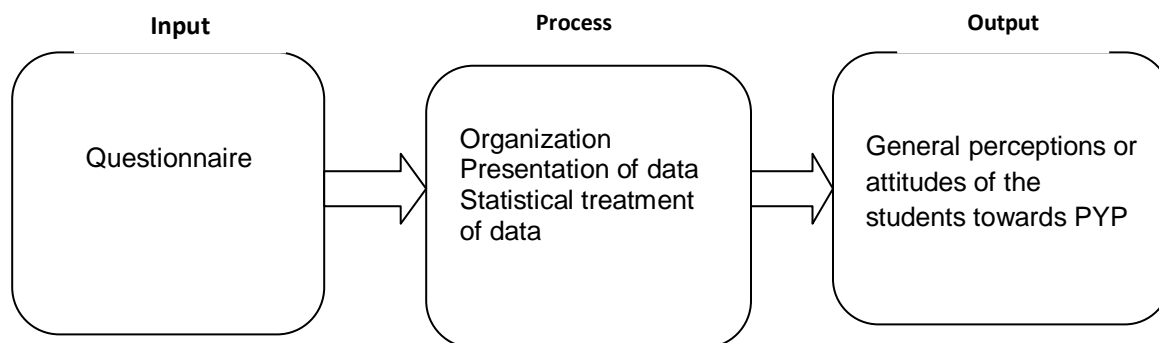 Input
Process
Output
Questionnaire
Organization
Presentation of data
Statistical treatment
of data
General perceptions or
attitudes of the
students towards PYP